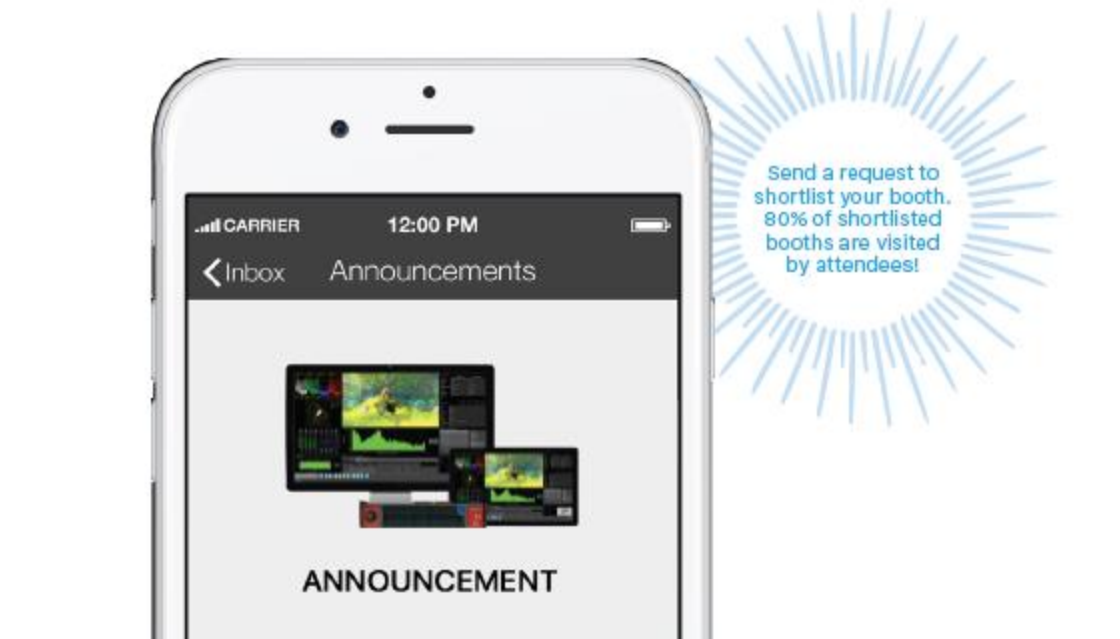 Send a request to
shortlist your booth.
80% of shortlisted
booths are visited
by attendees!
CARRIER 12:00 PM
Inbox Announcements
ANNOUNCEMENT